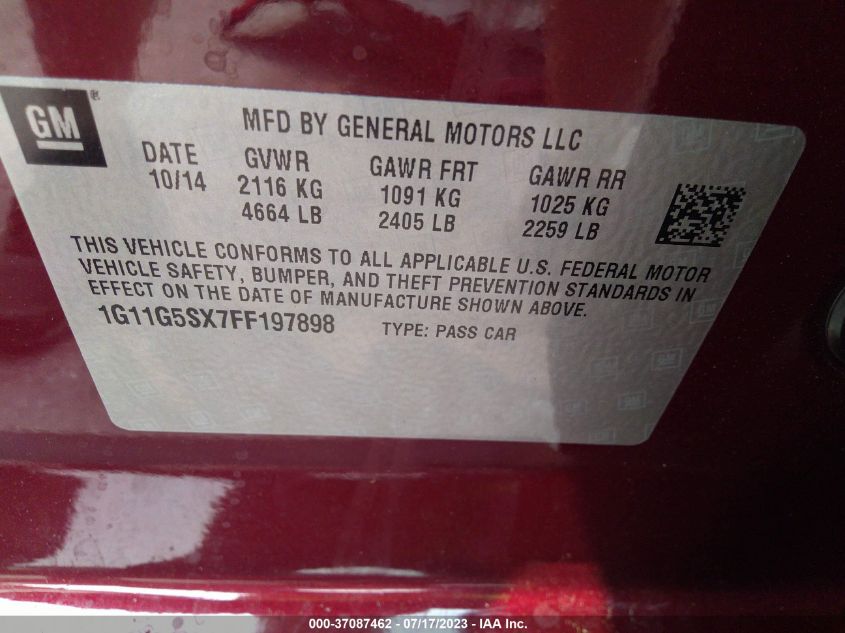 GM ®
MFD BY GENERAL MOTORS LLC
DATE GVWR GAWR FRT GAWR RR
10/14 2116 KG 1091 KG 1025 KG
4664 LB 2405 LB 2259 LB
THIS VEHICLE CONFORMS TO ALL APPLICABLE U.S. FEDERAL MOTOR
VEHICLE SAFETY, BUMPER, AND THEFT PREVENTION STANDARDS IN
EFFECT ON THE DATE OF MANUFACTURE SHOWN ABOVE.
1G11G5SX7FF197898 TYPE: PASS CAR
000-37087462 - 07/17/2023 - IAA Inc.